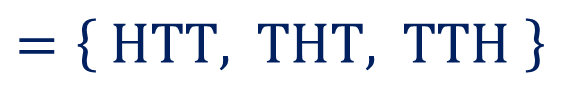 = { HTT, THT, TTH }